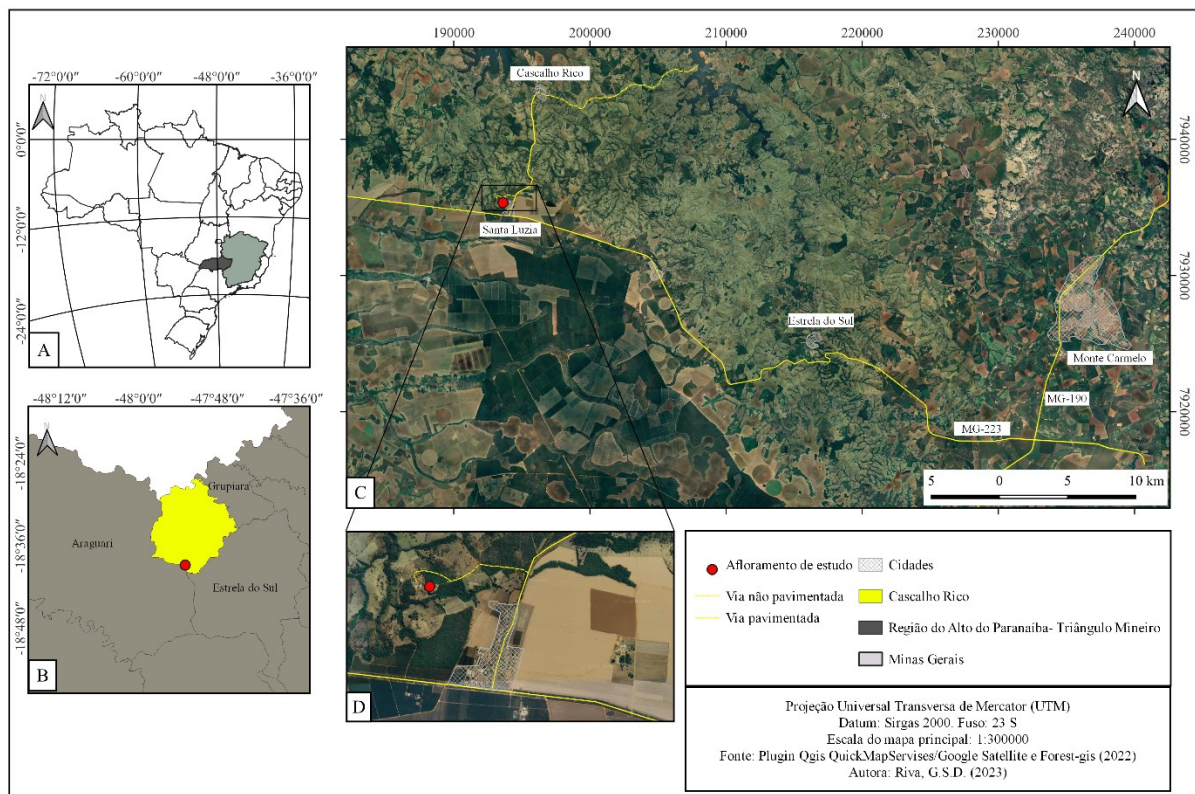 -72°0'0" -60°0'0" -48°0'0" -36°0'0"
N
0°0'0"
-12°0'0"
-24°0'0"
A
-48°12'0" -48°0'0" -47°48'0" -47°36'0"
N
-18°24'0"
-18°36'0"
-18°48'0"
Grupiara
Araguari
Estrela do Sul
B
190000 200000 210000 220000 230000 240000
Cascalho Rico
N
7940000
Santa Luzia
7930000
Estrela do Sul
Monte Carmelo
MG-190
7920000
MG-223
C
5 0 5 10 km
D
Afloramento de estudo
Via não pavimentada
Via pavimentada
Cidades
Cascalho Rico
Região do Alto do Paranaíba- Triângulo Mineiro
Minas Gerais
Projeção Universal Transversa de Mercator (UTM)
Datum: Sirgas 2000. Fuso: 23 S
Escala do mapa principal: 1:300000
Fonte: Plugin Qgis QuickMapServises/Google Satellite e Forest-gis (2022)
Autora: Riva, G.S.D. (2023)